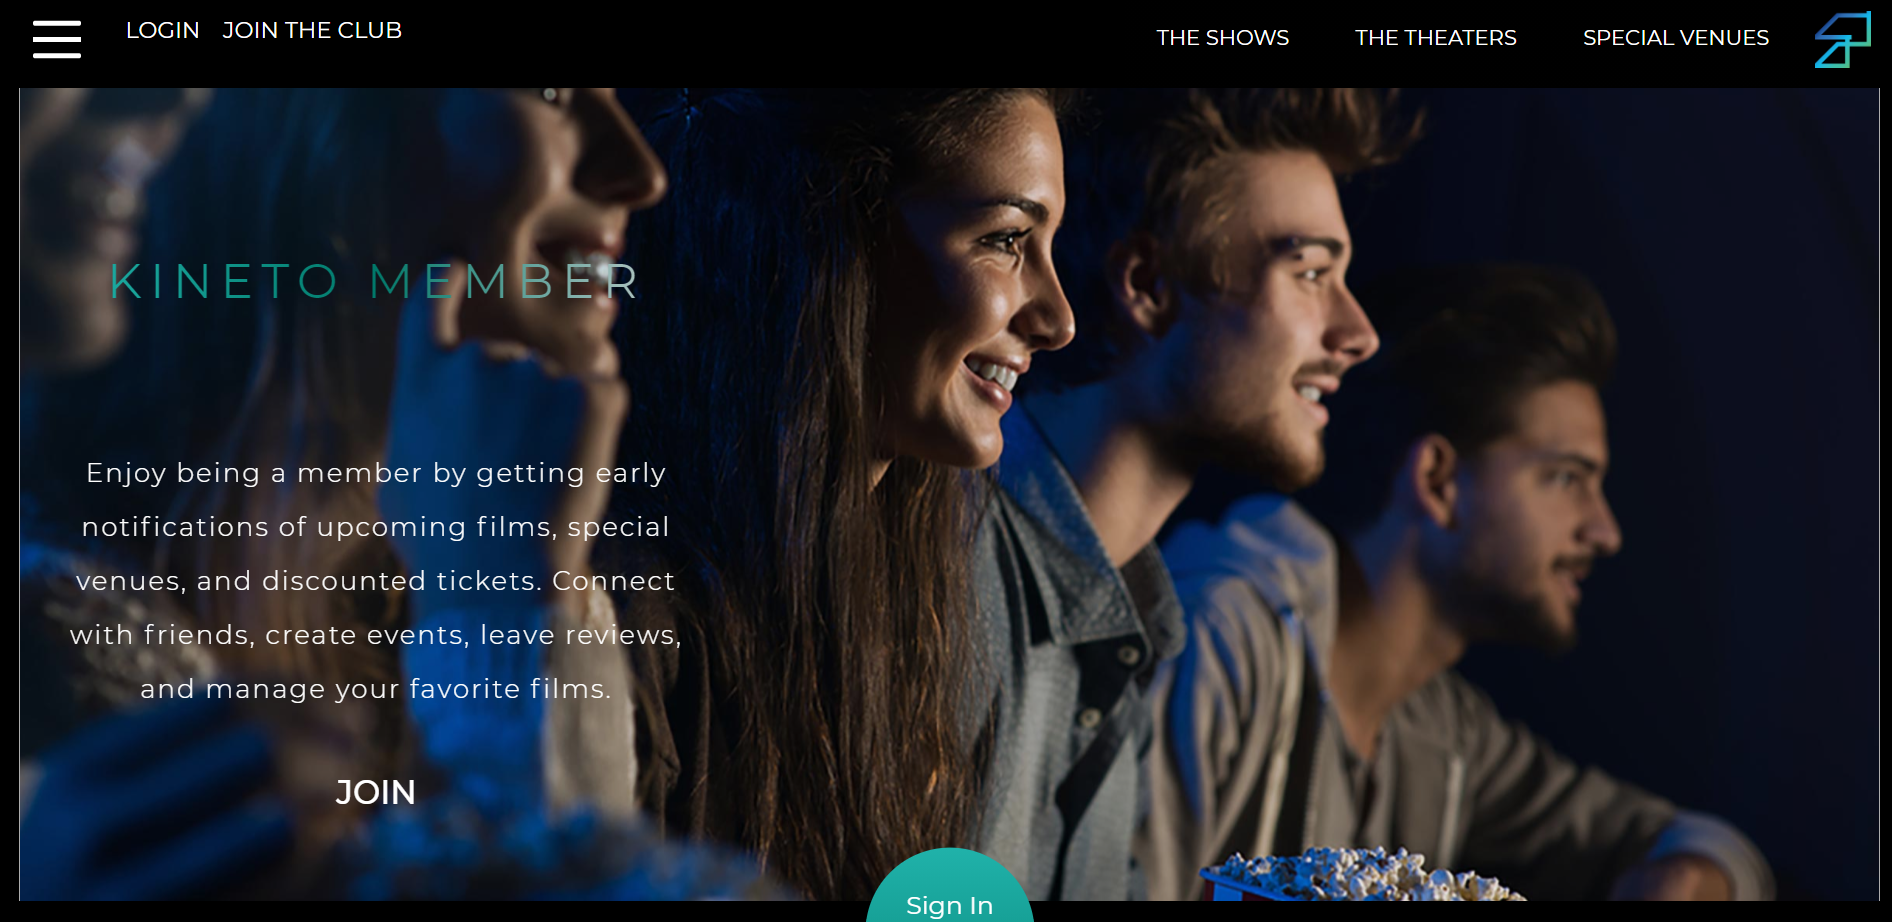 LOGIN JOIN THE CLUB THE SHOWS THE THEATERS SPECIAL VENUES
KINETO MEMBER
Enjoy being a member by getting early
notifications of upcoming films, special
venues, and discounted tickets. Connect
with friends, create events, leave reviews,
and manage your favorite films.
JOIN
Sign In